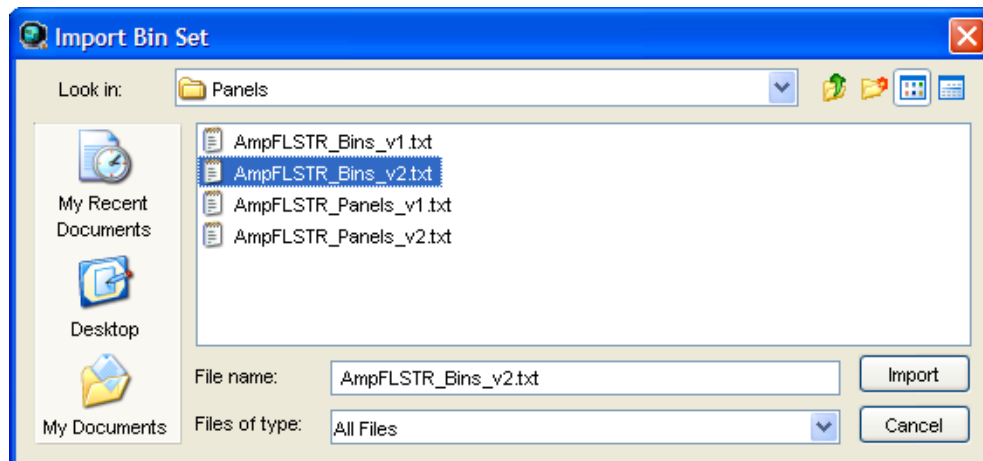 Import Bin Set
Look in: Panels
AmpFLSTR_Bins_v1.txt
AmpFLSTR_Bins_v2.txt
AmpFLSTR_Panels_v1.txt
AmpFLSTR_Panels_v2.txt
My Recent
Documents
Desktop
My Documents
File name: AmpFLSTR_Bins_v2.txt Import
Files of type: All Files Cancel